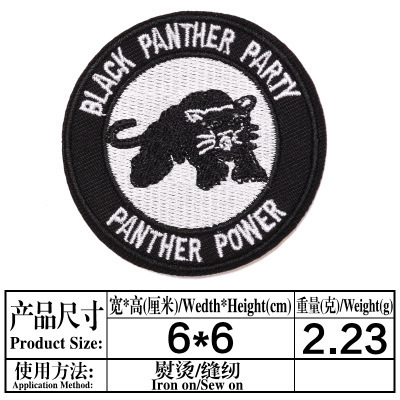 BLACK PANTHER PARTY
PANTHER POWER
产品尺寸
Product Size:
宽*高(厘米)/Wedth*Height(cm)
重量(克)/Weight(g)
6*6
2.23
使用方法:
Application Method:
熨烫/缝纫
Iron on/Sew on